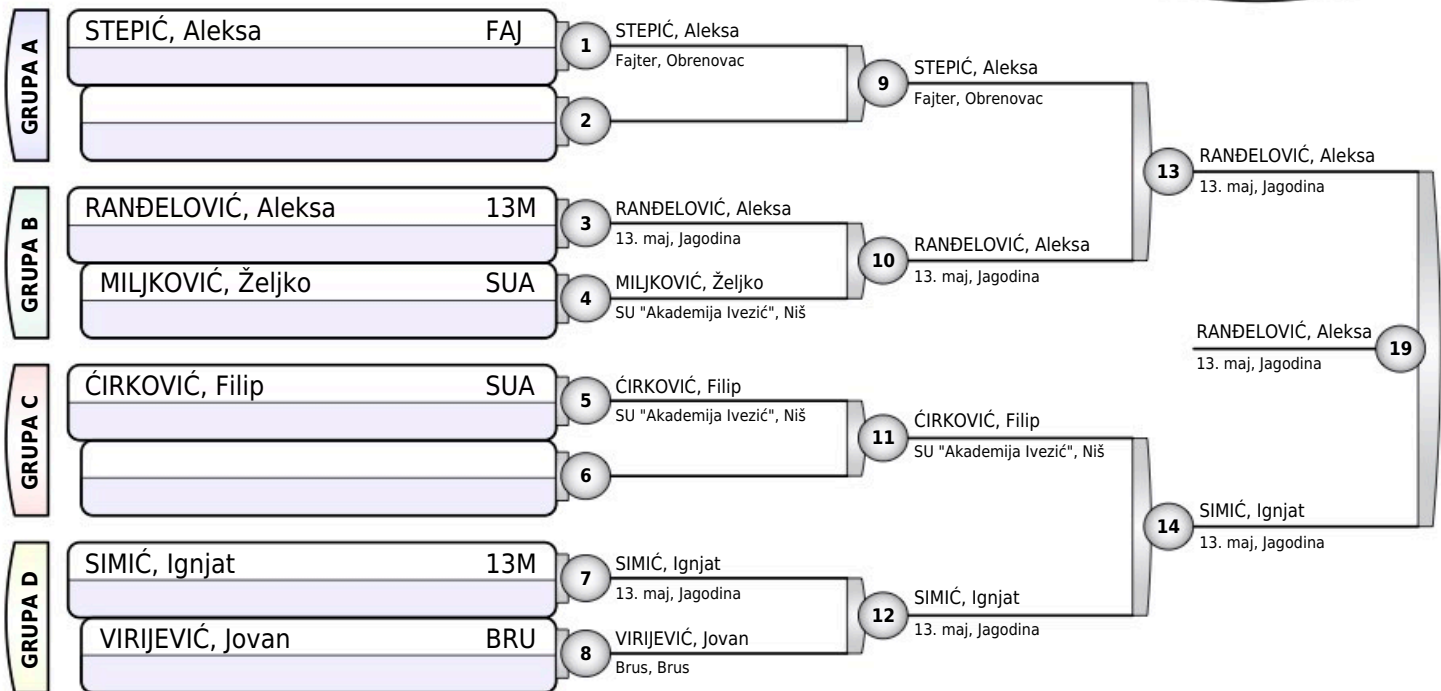 GRUPA A
STEPIĆ, Aleksa FAJ
1
STEPIĆ, Aleksa
Fajter, Obrenovac
2
9
STEPIĆ, Aleksa
Fajter, Obrenovac
13
RANĐELOVIĆ, Aleksa
13. maj, Jagodina
GRUPA B
RANĐELOVIĆ, Aleksa 13M
3
RANĐELOVIĆ, Aleksa
13. maj, Jagodina
MILJKOVIĆ, Željko SUA
4
MILJKOVIĆ, Željko
SU "Akademija Ivezić", Niš
10
RANĐELOVIĆ, Aleksa
13. maj, Jagodina
RANĐELOVIĆ, Aleksa
13. maj, Jagodina
19
GRUPA C
ĆIRKOVIĆ, Filip SUA
5
ĆIRKOVIĆ, Filip
SU "Akademija Ivezić", Niš
6
11
ĆIRKOVIĆ, Filip
SU "Akademija Ivezić", Niš
14
SIMIĆ, Ignjat
13. maj, Jagodina
GRUPA D
SIMIĆ, Ignjat 13M
7
SIMIĆ, Ignjat
13. maj, Jagodina
VIRIJEVIĆ, Jovan BRU
8
VIRIJEVIĆ, Jovan
Brus, Brus
12
SIMIĆ, Ignjat
13. maj, Jagodina